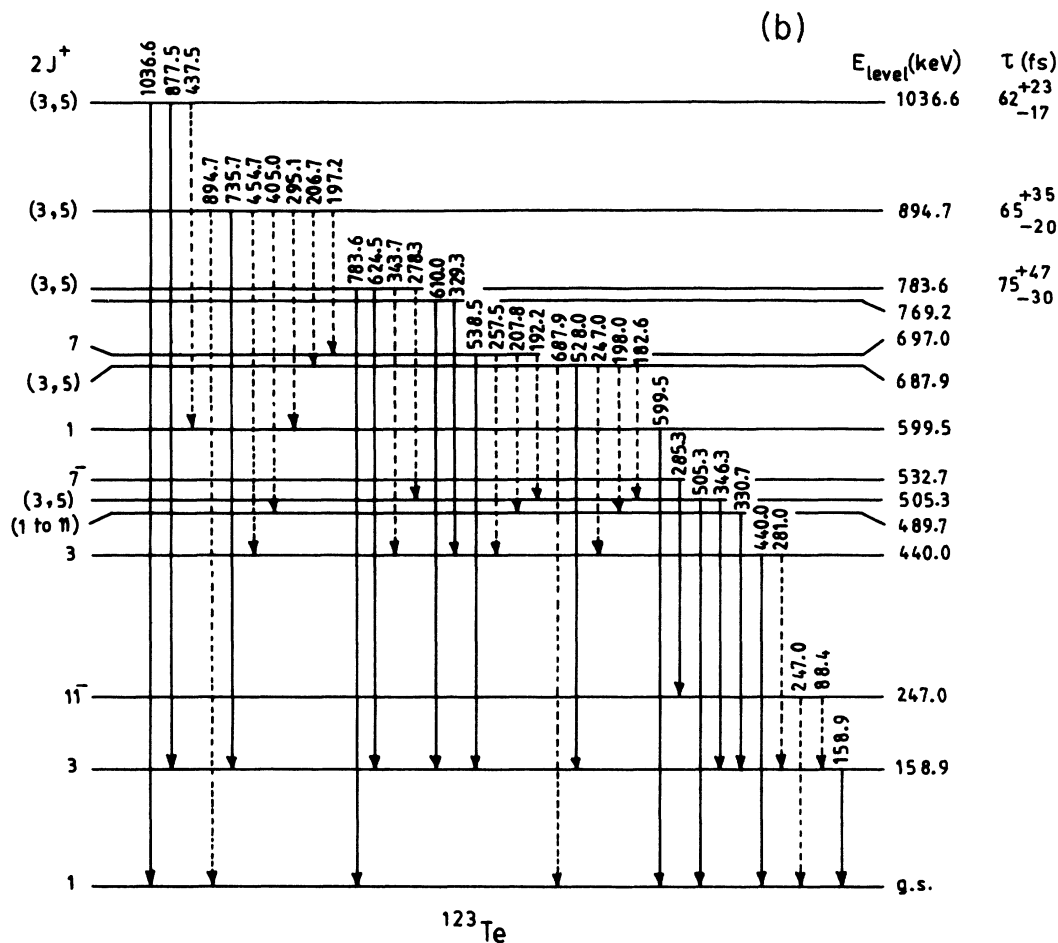 (b)
2J+ E level (keV) τ (fs)
1036.6 877.5 437.5
(3,5) 1036.6 62 +23 −17
894.7 735.7 454.7 405.0 295.1 206.7 197.2
(3,5) 894.7 65 +35 −20
783.6 624.5 343.7 278.3 610.0 329.3
(3,5) 783.6 75 +47 −30
769.2
538.5 257.5 207.8 192.2 687.9 528.0 247.0 198.0 182.6
7 697.0
(3,5) 687.9
599.5
1 599.5
285.3 505.3 346.3 330.7
7− 532.7
(3,5) 505.3
(1 to 11) 489.7
440.0 281.0
3 440.0
247.0 88.4
11− 247.0
158.9
3 158.9
1 g.s.
123Te